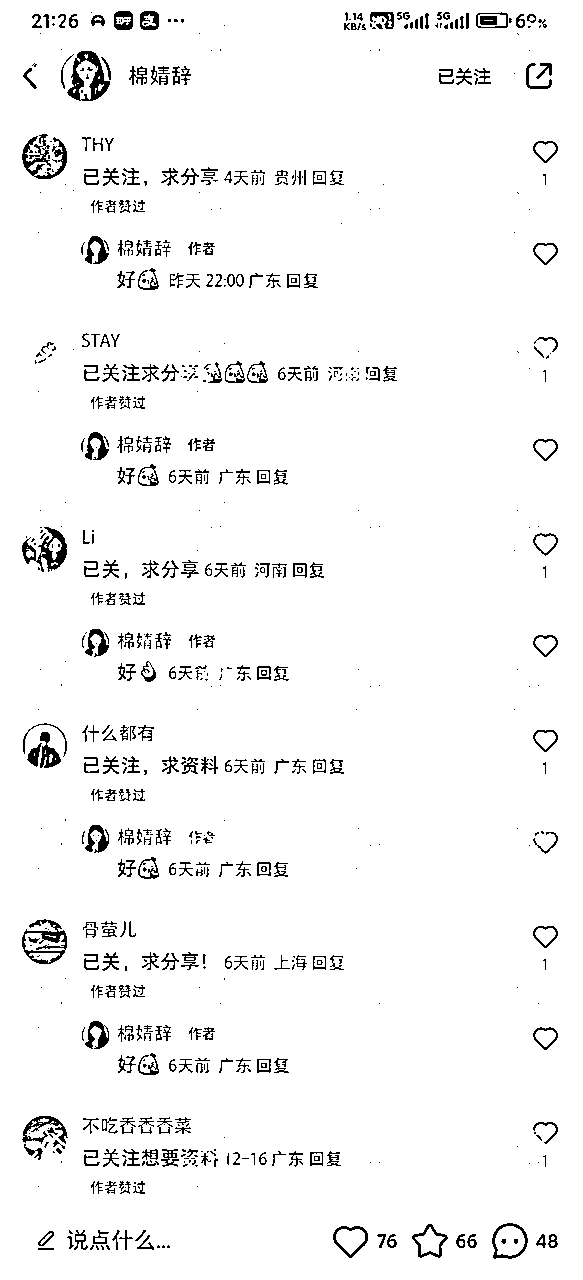 21:26 支 ... 1.14 KB/s 5G 5G 69%
棉婧辞 已关注
THY
已关注，求分享 4天前 贵州 回复
1
作者赞过
棉婧辞 作者
好 昨天 22:00 广东 回复
STAY
已关注求分享 6天前 河南 回复
1
作者赞过
棉婧辞 作者
好 6天前 广东 回复
Li
已关，求分享 6天前 河南 回复
1
作者赞过
棉婧辞 作者
好👌 6天前 广东 回复
什么都有
已关注，求资料 6天前 广东 回复
1
作者赞过
棉婧辞 作者
好 6天前 广东 回复
骨萤儿
已关，求分享！ 6天前 上海 回复
1
作者赞过
棉婧辞 作者
好 6天前 广东 回复
不吃香香香菜
已关注想要资料 12-16 广东 回复
1
作者赞过
说点什么... 76 66 48